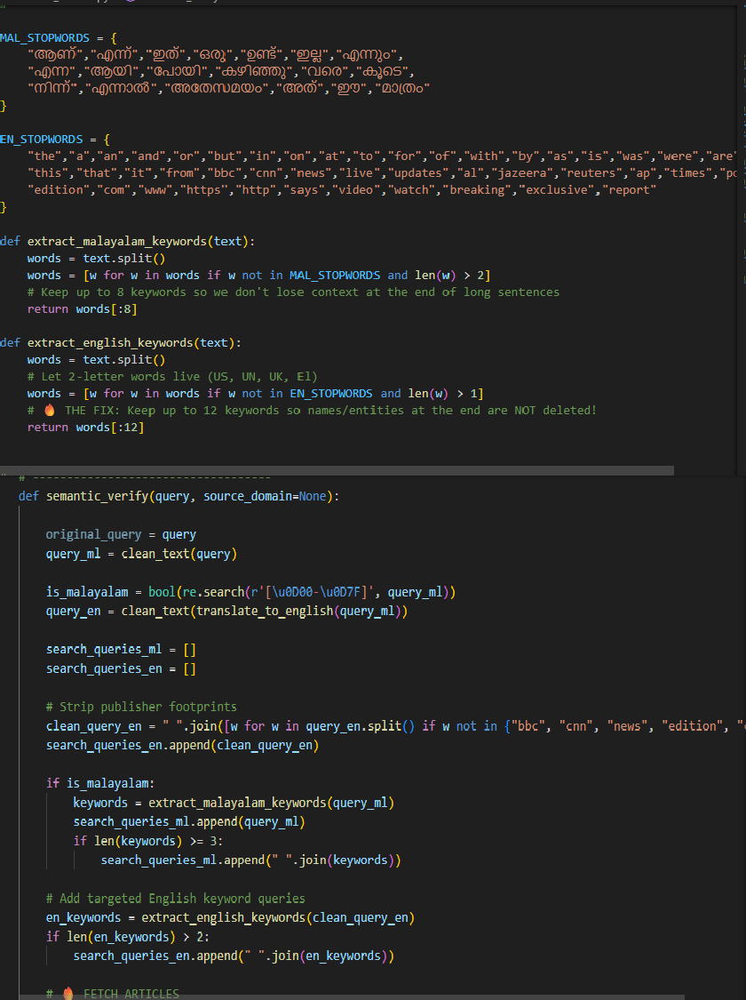 MAL_STOPWORDS = {
"ആണ്","എന്ന്","ഇത്","ഒരു","ഉണ്ട്","ഇല്ല","എന്നും",
"എന്ന","ആയി","പോയി","കഴിഞ്ഞു","വരെ","കൂടെ",
"നിന്ന്","എന്നാൽ","അതേസമയം","അത്","ഈ","മാത്രം"
}
EN_STOPWORDS = {
"the","a","an","and","or","but","in","on","at","to","for","of","with","by","as","is","was","were","are"
"this","that","it","from","bbc","cnn","news","live","updates","al","jazeera","reuters","ap","times","po
"edition","com","www","https","http","says","video","watch","breaking","exclusive","report"
}
def extract_malayalam_keywords(text):
words = text.split()
words = [w for w in words if w not in MAL_STOPWORDS and len(w) > 2]
# Keep up to 8 keywords so we don't lose context at the end of long sentences
return words[:8]
def extract_english_keywords(text):
words = text.split()
# Let 2-letter words live (US, UN, UK, El)
words = [w for w in words if w not in EN_STOPWORDS and len(w) > 1]
# 🔥 THE FIX: Keep up to 12 keywords so names/entities at the end are NOT deleted!
return words[:12]
# -----------------------------------
def semantic_verify(query, source_domain=None):
original_query = query
query_ml = clean_text(query)
is_malayalam = bool(re.search(r'[\u0D00-\u0D7F]', query_ml))
query_en = clean_text(translate_to_english(query_ml))
search_queries_ml = []
search_queries_en = []
# Strip publisher footprints
clean_query_en = " ".join([w for w in query_en.split() if w not in {"bbc", "cnn", "news", "edition", "
search_queries_en.append(clean_query_en)
if is_malayalam:
keywords = extract_malayalam_keywords(query_ml)
search_queries_ml.append(query_ml)
if len(keywords) >= 3:
search_queries_ml.append(" ".join(keywords))
# Add targeted English keyword queries
en_keywords = extract_english_keywords(clean_query_en)
if len(en_keywords) > 2:
search_queries_en.append(" ".join(en_keywords))
# 🔥 FETCH ARTICLES